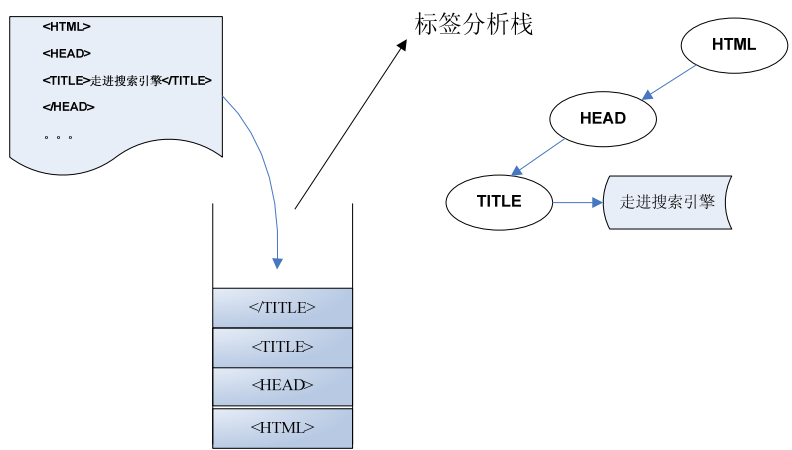 <HTML>
<HEAD>
<TITLE>走进搜索引擎</TITLE>
</HEAD>
。。。
标签分析栈
HTML
HEAD
TITLE
走进搜索引擎
</TITLE>
<TITLE>
<HEAD>
<HTML>